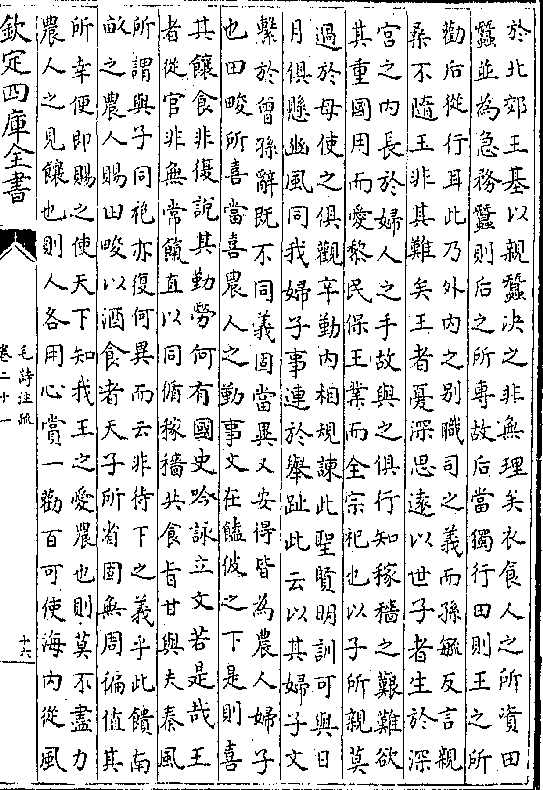 於北郊王基以親蠶決之非無理矣衣食人之所資田
蠶並為急務蠶則后之所專故后當獨行田則王之所
勸后從行耳此乃外内之别職司之義而孫毓反言親
桑不隨王非其難矣王者憂深思遠以世子者生於深
宫之内長於婦人之手故與之俱行知稼穡之艱難欲
其重國用而愛黎民保王業而全宗祀也以子所親莫
過於母使之俱觀辛勤内相規諫此聖賢明訓可與日
月俱懸豳風同我婦子事連於舉趾此云以其婦子文
繫於曾孫辭既不同義固當異又安得皆為農人婦子
也田畯所喜當喜農人之勤事文在饁彼之下是則喜
其饟食非復說其勤勞何有國史吟詠立文若是哉王
者從官非無常餼直以同循稼穡共食旨甘與夫秦風
所謂與子同袍亦復何異而云非待下之義乎此饋南
畝之農人賜田畯以酒食者天子所省固無周徧值其
所幸便即賜之使天下知我王之愛農也則莫不盡力
農人之見饟也則人各用心賞一勸百可使海内從風
欽定四庫全書
毛詩注疏
卷二十一
十六